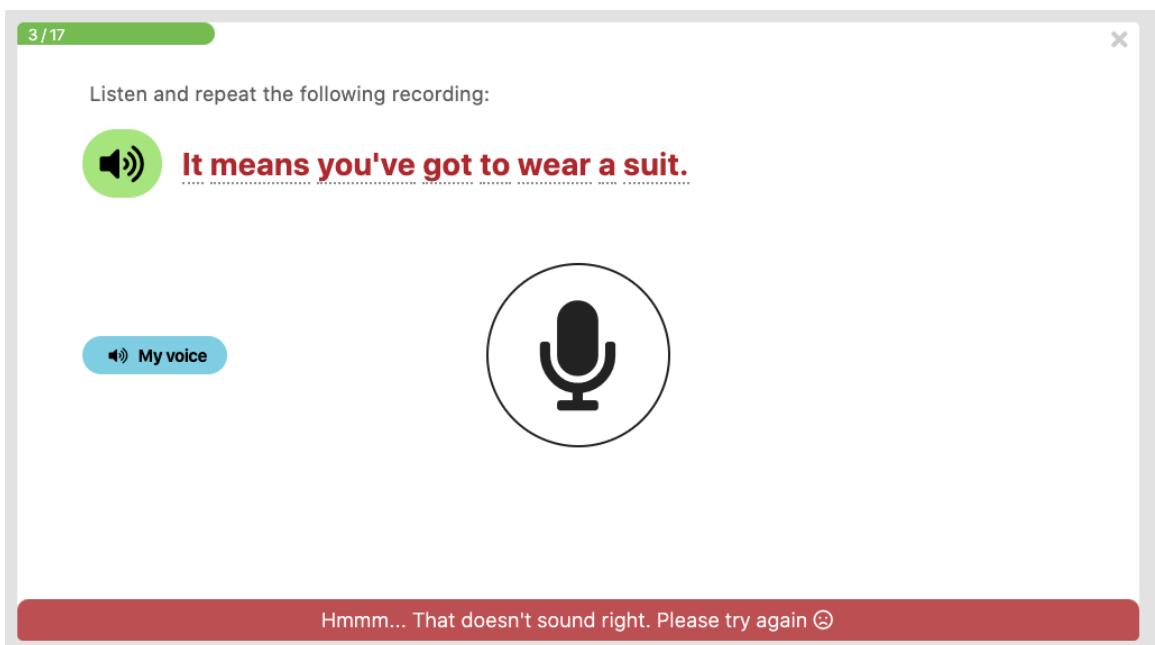 3 / 17
Listen and repeat the following recording:
It means you've got to wear a suit.
My voice
Hmmm... That doesn't sound right. Please try again